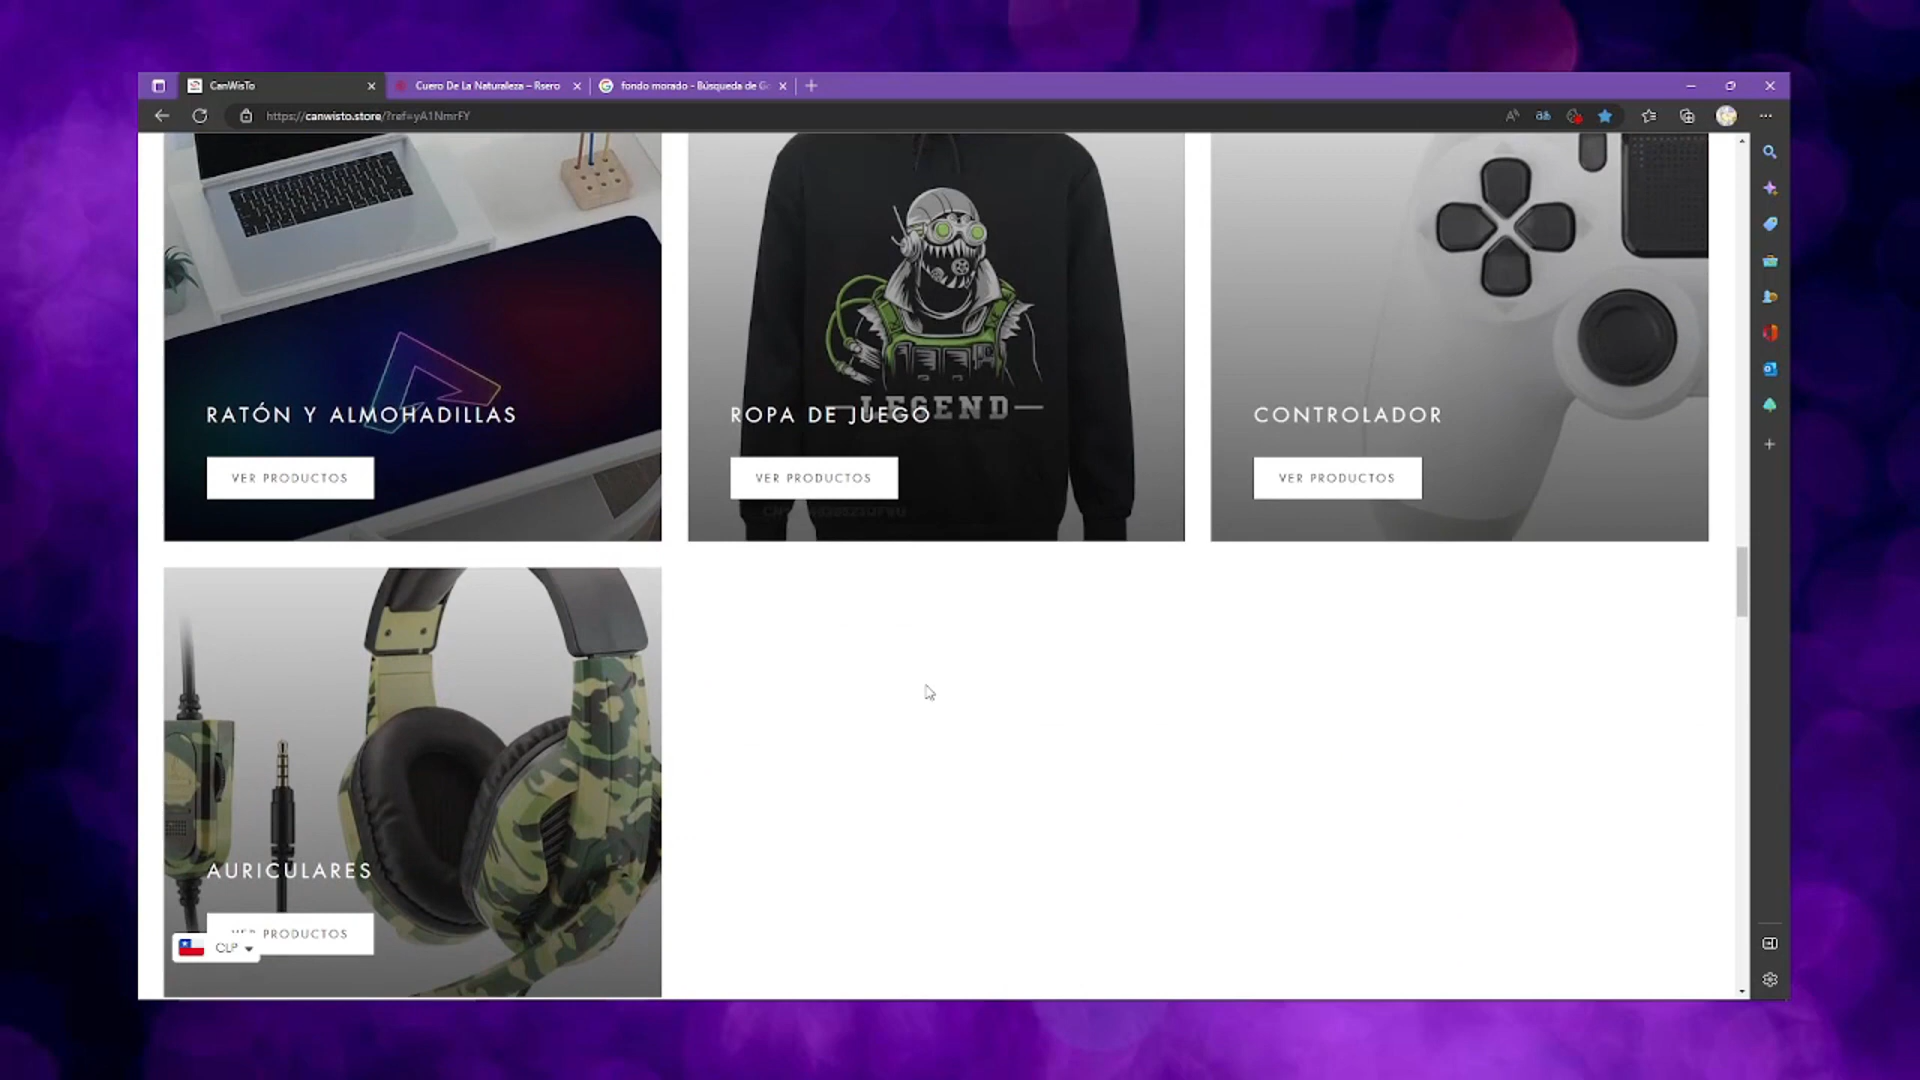 CanWisTo
Cuero De La Naturaleza – Rsero
fondo morado - Búsqueda de G
https://canwisto.store/?ref=yA1NmrFY
LEGEND
RATÓN Y ALMOHADILLAS
ROPA DE JUEGO
CONTROLADOR
VER PRODUCTOS
VER PRODUCTOS
VER PRODUCTOS
AURICULARES
VER PRODUCTOS
CLP